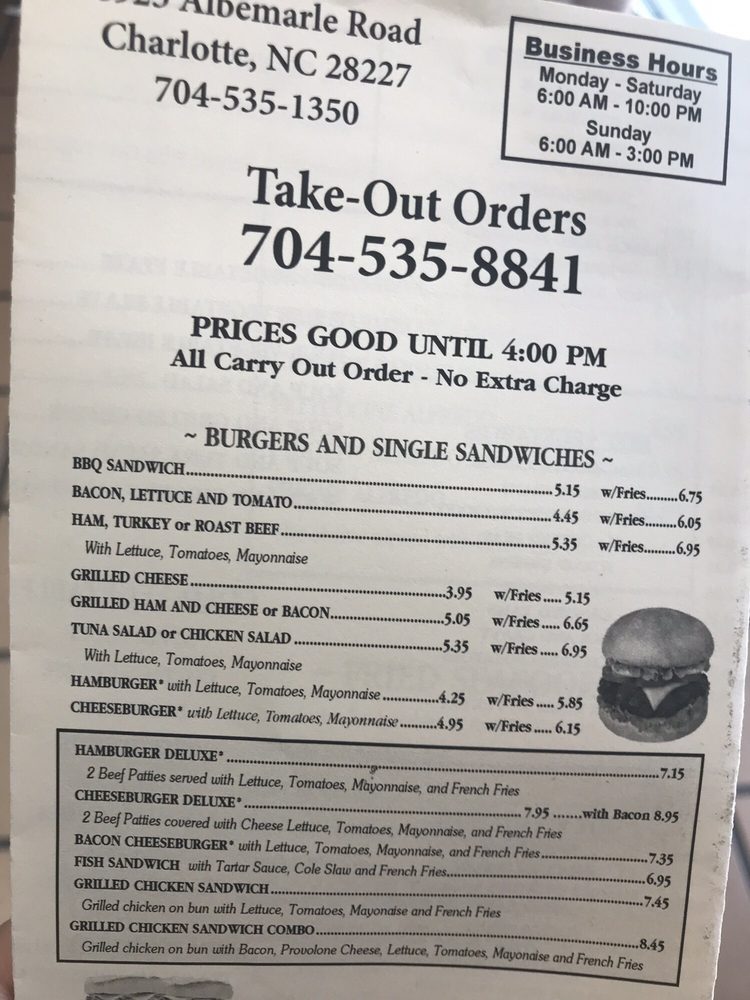 Albemarle Road
Charlotte, NC 28227
704-535-1350
Business Hours
Monday - Saturday
6:00 AM - 10:00 PM
Sunday
6:00 AM - 3:00 PM
Take-Out Orders
704-535-8841
PRICES GOOD UNTIL 4:00 PM
All Carry Out Order - No Extra Charge
~ BURGERS AND SINGLE SANDWICHES ~
BBQ SANDWICH..........5.15 w/Fries.........6.75
BACON, LETTUCE AND TOMATO..........4.45 w/Fries.........6.05
HAM, TURKEY or ROAST BEEF..........5.35 w/Fries.........6.95
With Lettuce, Tomatoes, Mayonnaise
GRILLED CHEESE..........3.95 w/Fries ..... 5.15
GRILLED HAM AND CHEESE or BACON..........5.05 w/Fries ..... 6.65
TUNA SALAD or CHICKEN SALAD ..........5.35 w/Fries ..... 6.95
With Lettuce, Tomatoes, Mayonnaise
HAMBURGER* with Lettuce, Tomatoes, Mayonnaise ..........4.25 w/Fries ..... 5.85
CHEESEBURGER* with Lettuce, Tomatoes, Mayonnaise..........4.95 w/Fries ..... 6.15
HAMBURGER DELUXE*..........7.15
2 Beef Patties served with Lettuce, Tomatoes, Mayonnaise, and French Fries
CHEESEBURGER DELUXE*.......... 7.95 .......with Bacon 8.95
2 Beef Patties covered with Cheese Lettuce, Tomatoes, Mayonnaise, and French Fries
BACON CHEESEBURGER* with Lettuce, Tomatoes, Mayonnaise, and French Fries..........7.35
FISH SANDWICH with Tartar Sauce, Cole Slaw and French Fries..........6.95
GRILLED CHICKEN SANDWICH..........7.45
Grilled chicken on bun with Lettuce, Tomatoes, Mayonaise and French Fries
GRILLED CHICKEN SANDWICH COMBO..........8.45
Grilled chicken on bun with Bacon, Provolone Cheese, Lettuce, Tomatoes, Mayonaise and French Fries